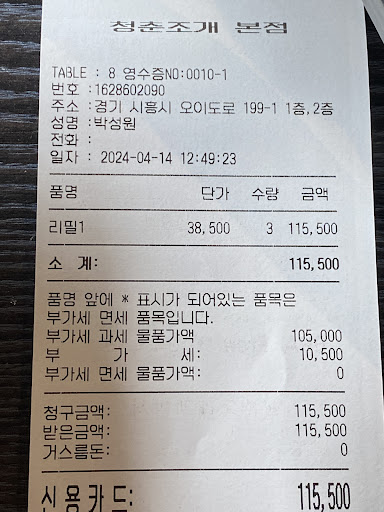 청춘조개 본점
TABLE : 8 영수증NO:0010-1
번호 :1628602090
주소 :경기 시흥시 오이도로 199-1 1층,2층
성명 :박성원
전화 :
일자 : 2024-04-14 12:49:23
품명 단가 수량 금액
리필1 38,500 3 115,500
소 계: 115,500
품명 앞에 * 표시가 되어있는 품목은
부가세 면세 품목입니다.
부가세 과세 물품가액 105,000
부 가 세: 10,500
부가세 면세 물품가액: 0
청구금액: 115,500
받은금액: 115,500
거스름돈: 0
신용카드: 115,500